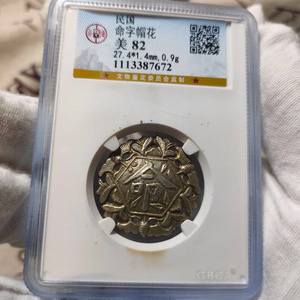 民国
命字帽花
美 82
27.4*1.4mm,0.9g
1113387672
文物鉴定委员会监制
命